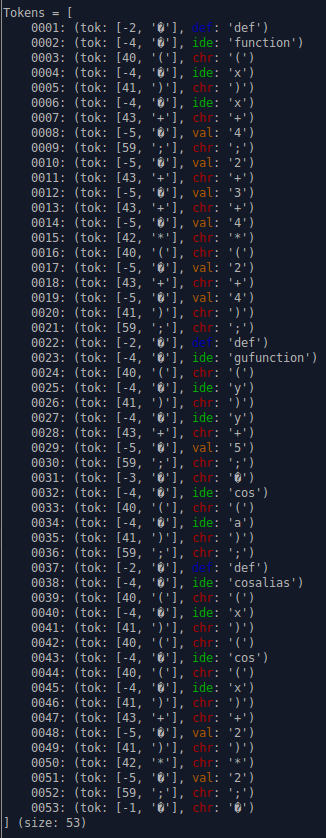 Tokens = [
0001: (tok: [-2, '�'], def: 'def')
0002: (tok: [-4, '�'], ide: 'function')
0003: (tok: [40, '('], chr: '(')
0004: (tok: [-4, '�'], ide: 'x')
0005: (tok: [41, ')'], chr: ')')
0006: (tok: [-4, '�'], ide: 'x')
0007: (tok: [43, '+'], chr: '+')
0008: (tok: [-5, '�'], val: '4')
0009: (tok: [59, ';'], chr: ';')
0010: (tok: [-5, '�'], val: '2')
0011: (tok: [43, '+'], chr: '+')
0012: (tok: [-5, '�'], val: '3')
0013: (tok: [43, '+'], chr: '+')
0014: (tok: [-5, '�'], val: '4')
0015: (tok: [42, '*'], chr: '*')
0016: (tok: [40, '('], chr: '(')
0017: (tok: [-5, '�'], val: '2')
0018: (tok: [43, '+'], chr: '+')
0019: (tok: [-5, '�'], val: '4')
0020: (tok: [41, ')'], chr: ')')
0021: (tok: [59, ';'], chr: ';')
0022: (tok: [-2, '�'], def: 'def')
0023: (tok: [-4, '�'], ide: 'gufunction')
0024: (tok: [40, '('], chr: '(')
0025: (tok: [-4, '�'], ide: 'y')
0026: (tok: [41, ')'], chr: ')')
0027: (tok: [-4, '�'], ide: 'y')
0028: (tok: [43, '+'], chr: '+')
0029: (tok: [-5, '�'], val: '5')
0030: (tok: [59, ';'], chr: ';')
0031: (tok: [-3, '�'], chr: '�')
0032: (tok: [-4, '�'], ide: 'cos')
0033: (tok: [40, '('], chr: '(')
0034: (tok: [-4, '�'], ide: 'a')
0035: (tok: [41, ')'], chr: ')')
0036: (tok: [59, ';'], chr: ';')
0037: (tok: [-2, '�'], def: 'def')
0038: (tok: [-4, '�'], ide: 'cosalias')
0039: (tok: [40, '('], chr: '(')
0040: (tok: [-4, '�'], ide: 'x')
0041: (tok: [41, ')'], chr: ')')
0042: (tok: [40, '('], chr: '(')
0043: (tok: [-4, '�'], ide: 'cos')
0044: (tok: [40, '('], chr: '(')
0045: (tok: [-4, '�'], ide: 'x')
0046: (tok: [41, ')'], chr: ')')
0047: (tok: [43, '+'], chr: '+')
0048: (tok: [-5, '�'], val: '2')
0049: (tok: [41, ')'], chr: ')')
0050: (tok: [42, '*'], chr: '*')
0051: (tok: [-5, '�'], val: '2')
0052: (tok: [59, ';'], chr: ';')
0053: (tok: [-1, '�'], chr: '�')
] (size: 53)